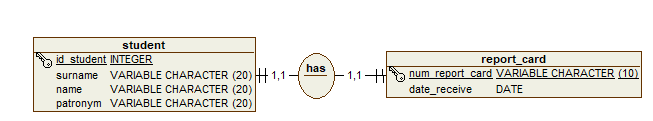 student
id_student INTEGER
surname VARIABLE CHARACTER (20)
name VARIABLE CHARACTER (20)
patronym VARIABLE CHARACTER (20)
1,1
has
1,1
report_card
num_report_card VARIABLE CHARACTER (10)
date_receive DATE